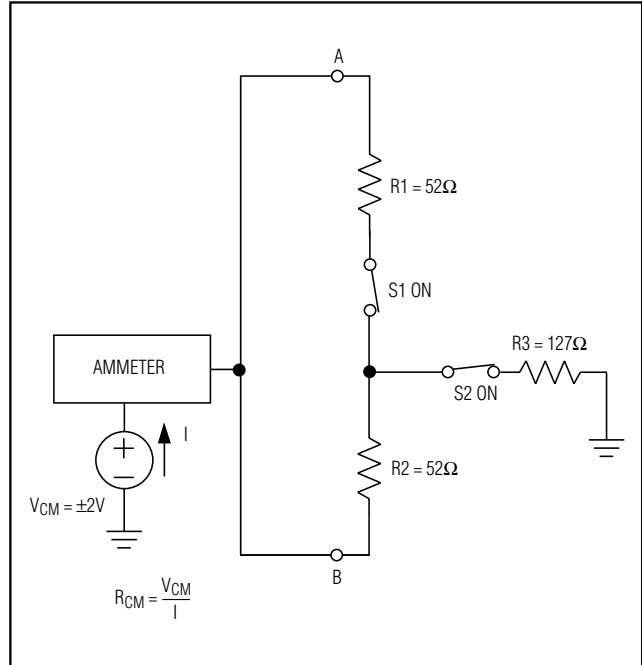 A
R1 = 52Ω
S1 ON
R3 = 127Ω
AMMETER
S2 ON
I
+
−
R2 = 52Ω
VCM = ±2V
B
RCM = VCM
I